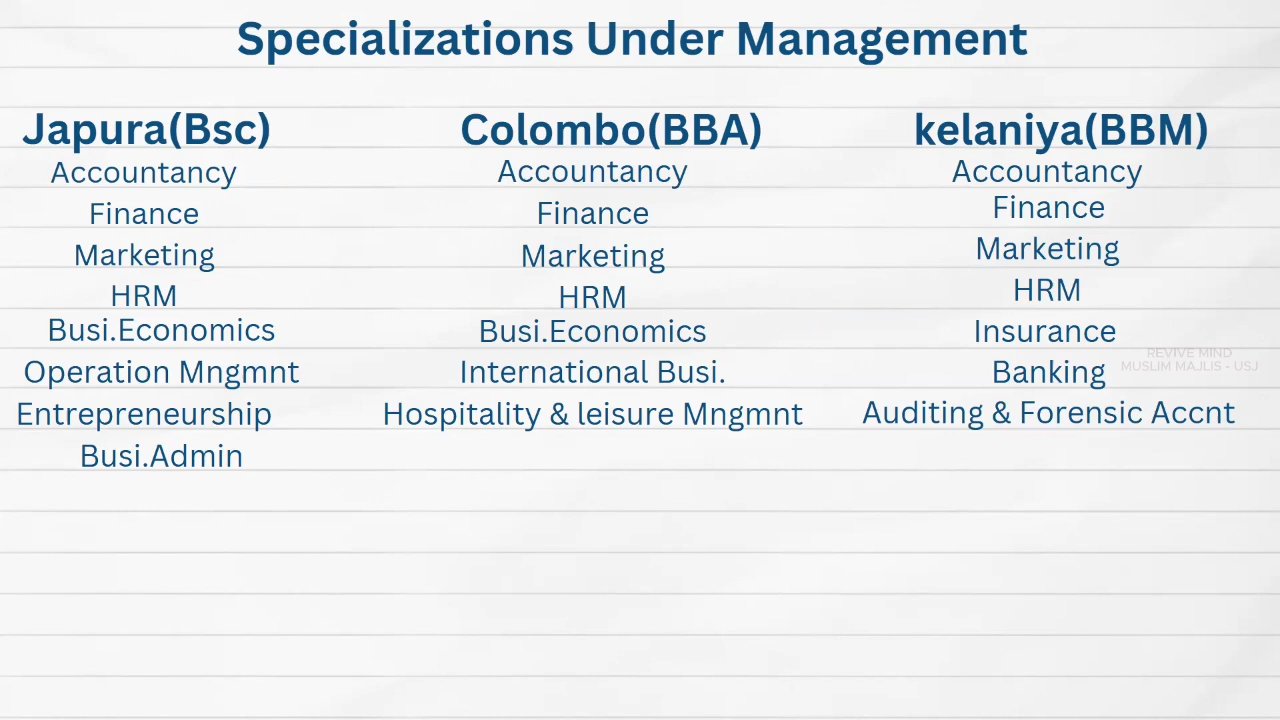 Specializations Under Management
Japura(Bsc)
Accountancy
Finance
Marketing
HRM
Busi.Economics
Operation Mngmnt
Entrepreneurship
Busi.Admin
Colombo(BBA)
Accountancy
Finance
Marketing
HRM
Busi.Economics
International Busi.
Hospitality & leisure Mngmnt
kelaniya(BBM)
Accountancy
Finance
Marketing
HRM
Insurance
Banking
Auditing & Forensic Accnt
REVIVE MIND
MUSLIM MAJLIS - USJ